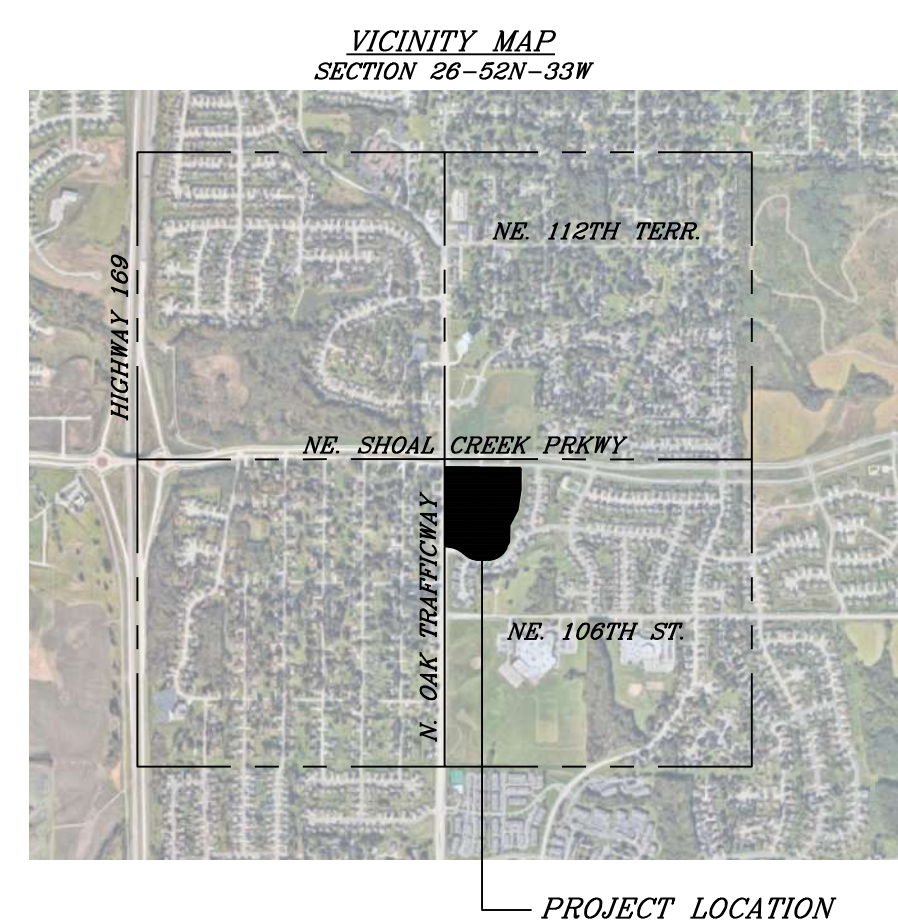 VICINITY MAP
SECTION 26-52N-33W
NE. 112TH TERR.
HIGHWAY 169
NE. SHOAL CREEK PRKWY
N. OAK TRAFFICWAY
NE. 106TH ST.
PROJECT LOCATION